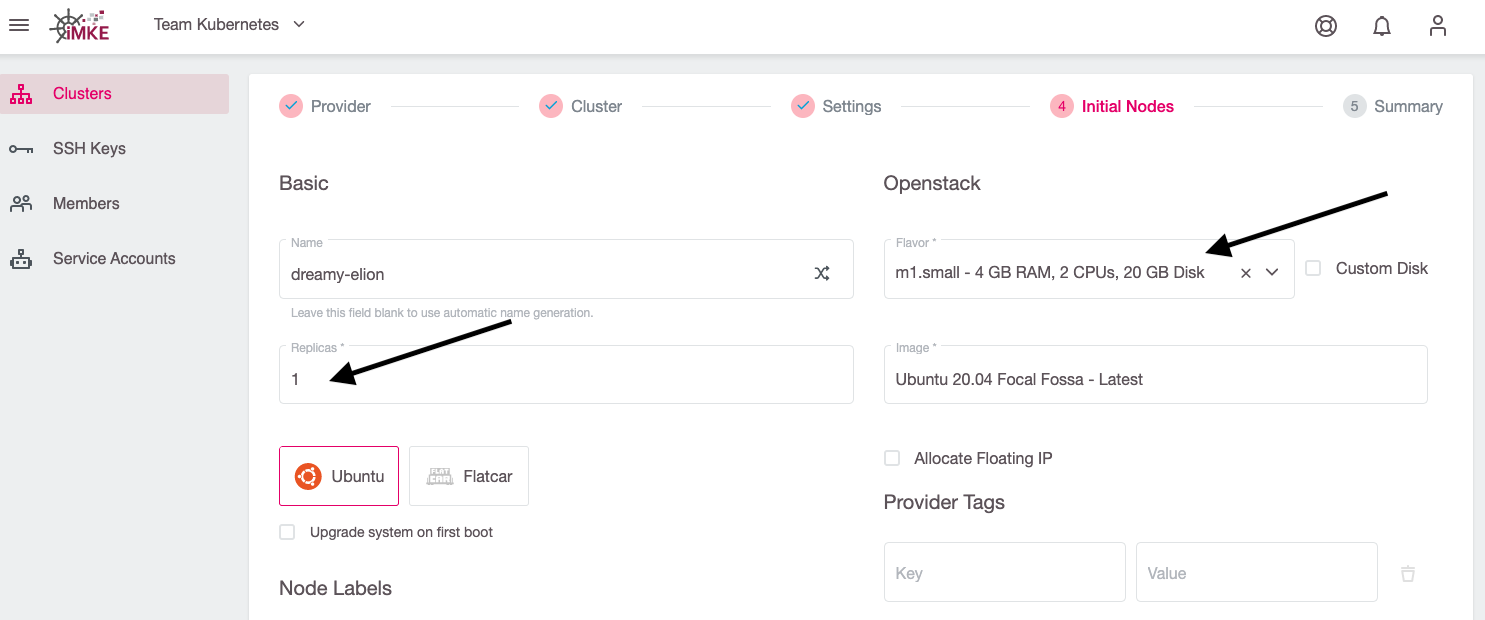 iMKE
Team Kubernetes
Clusters
SSH Keys
Members
Service Accounts
Provider
Cluster
Settings
4 Initial Nodes
5 Summary
Basic
Name
dreamy-elion
Leave this field blank to use automatic name generation.
Replicas *
1
Ubuntu
FLAT CAR Flatcar
Upgrade system on first boot
Node Labels
Openstack
Flavor *
m1.small - 4 GB RAM, 2 CPUs, 20 GB Disk
Custom Disk
Image *
Ubuntu 20.04 Focal Fossa - Latest
Allocate Floating IP
Provider Tags
Key
Value